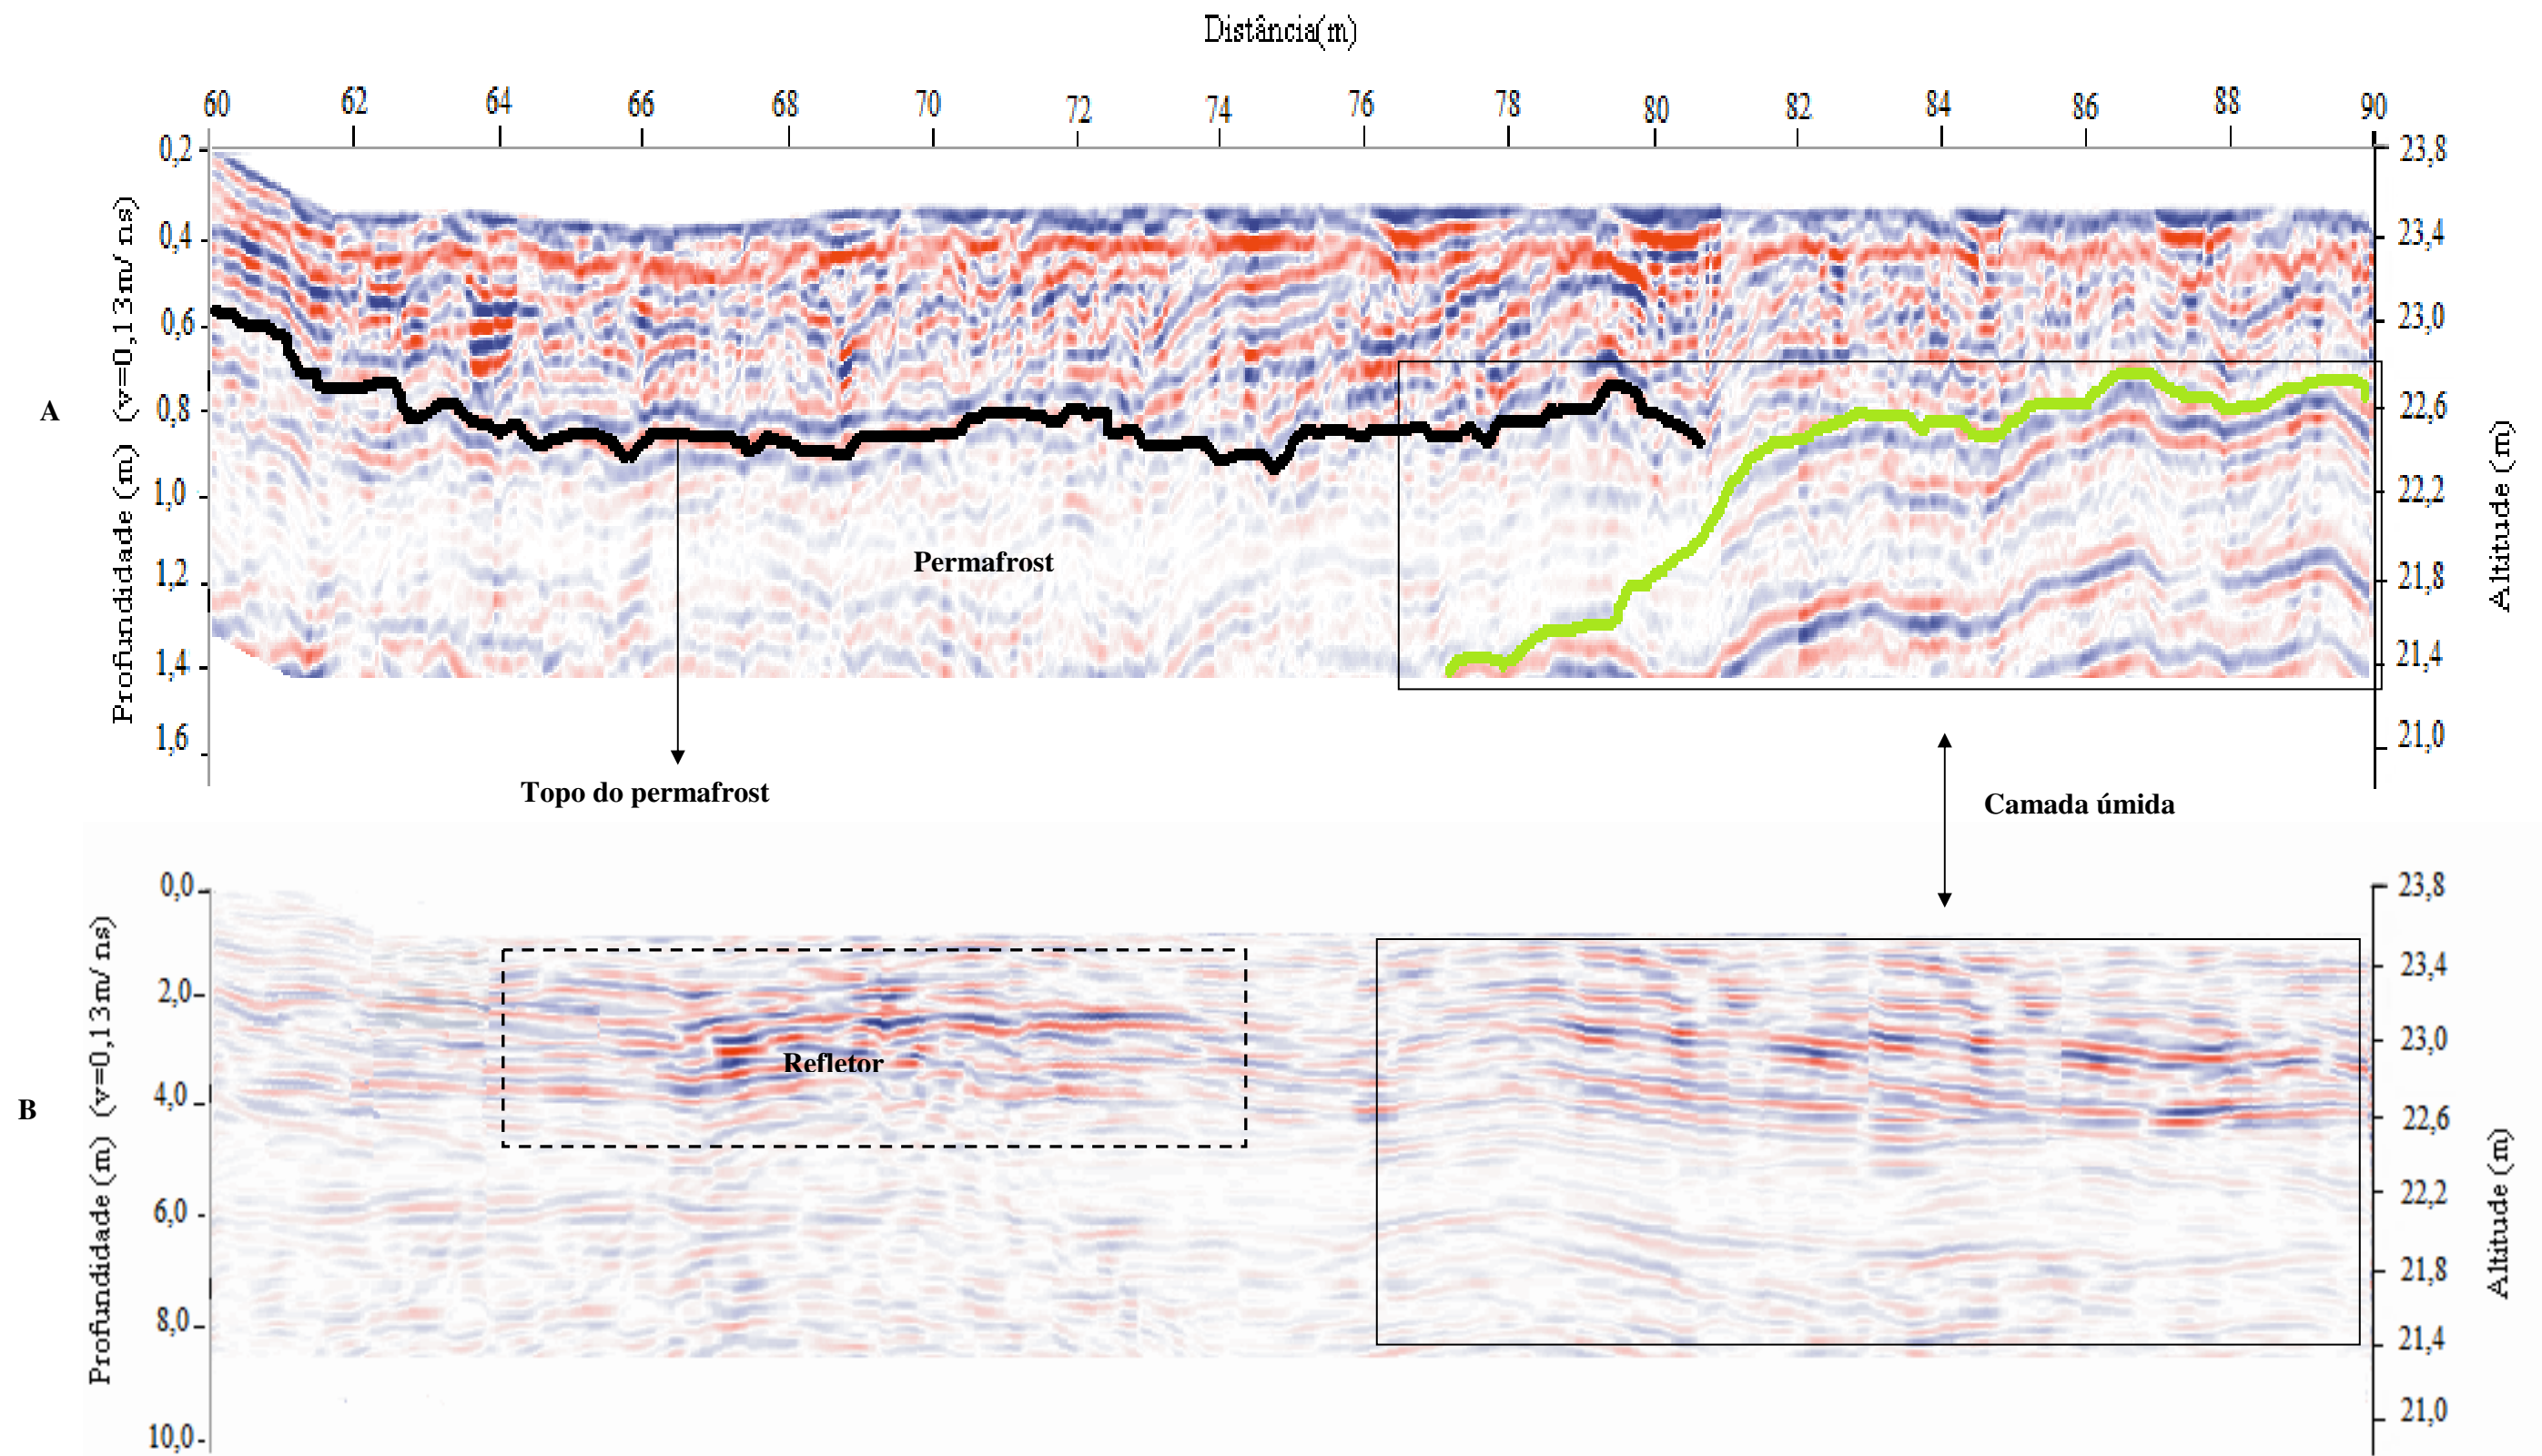 Distância(m)
60 62 64 66 68 70 72 74 76 78 80 82 84 86 88 90
0,2 23,8
0,4 23,4
0,6 23,0
0,8 22,6
1,0 22,2
1,2 21,8
1,4 21,4
1,6 21,0
Profundidade (m) (v=0,13m/ns)
A
Altitude (m)
Permafrost
Topo do permafrost
Camada úmida
0,0 23,8
2,0 23,4
4,0 23,0
6,0 22,6
8,0 22,2
10,0 21,8
21,4
21,0
Profundidade (m) (v=0,13m/ns)
B
Altitude (m)
Refletor